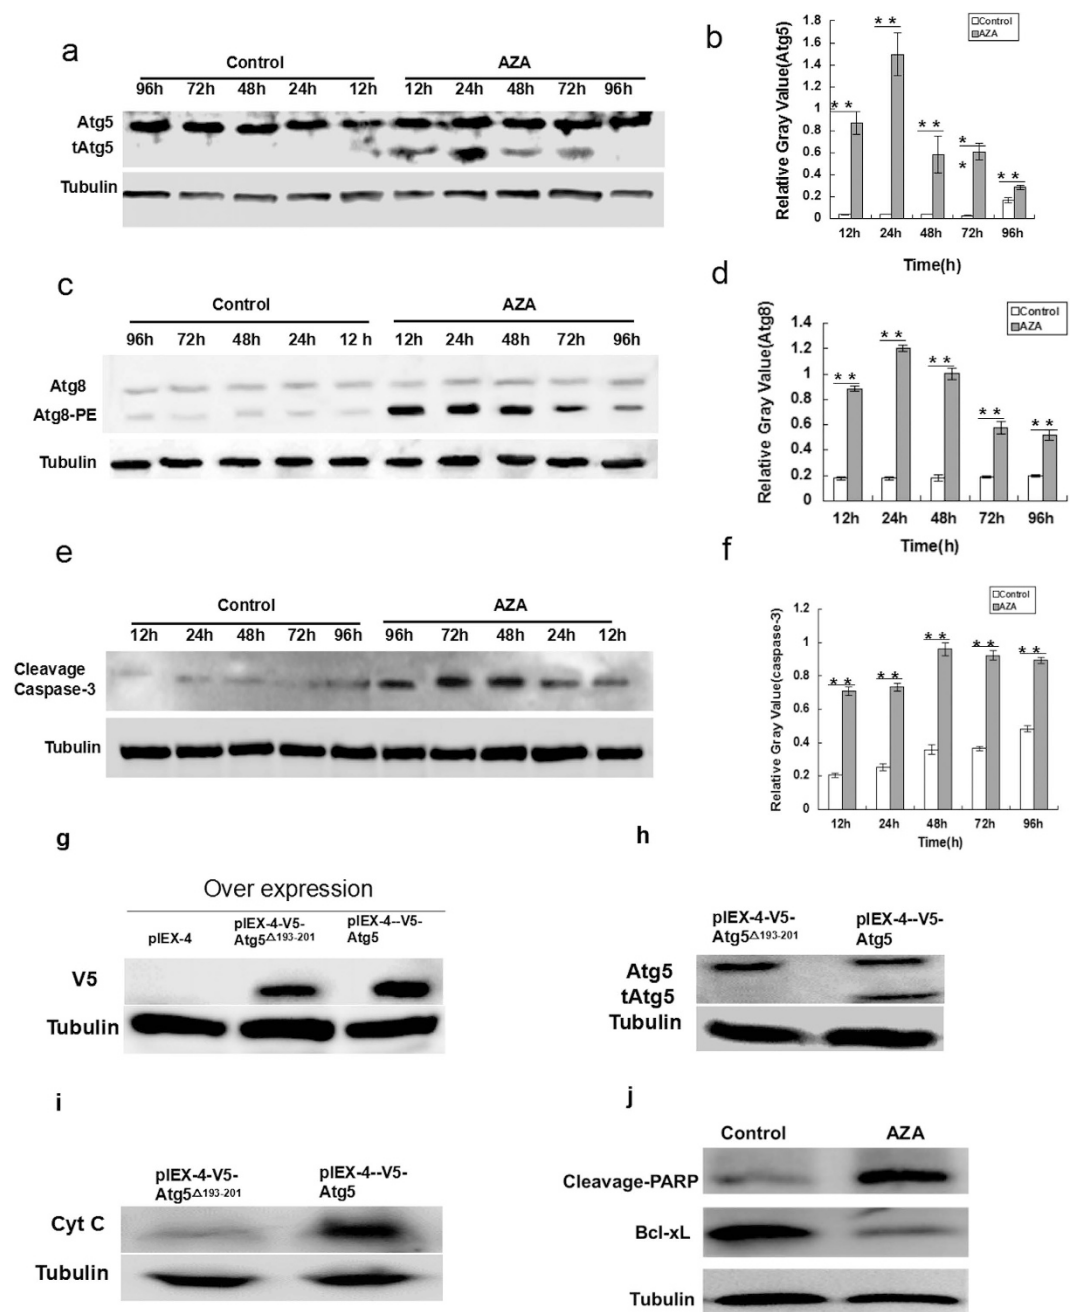 a
Control AZA
96h 72h 48h 24h 12h 12h 24h 48h 72h 96h
Atg5
tAtg5
Tubulin
b
Control
AZA
Relative Gray Value(Atg5)
1.8
1.6
1.4
1.2
1
0.8
0.6
0.4
0.2
0
** ** ** ** **
12h 24h 48h 72h 96h
Time(h)
c
Control AZA
96h 72h 48h 24h 12 h 12h 24h 48h 72h 96h
Atg8
Atg8-PE
Tubulin
d
Control
AZA
Relative Gray Value(Atg8)
1.4
1.2
1
0.8
0.6
0.4
0.2
0
** ** ** ** **
12h 24h 48h 72h 96h
Time(h)
e
Control AZA
12h 24h 48h 72h 96h 96h 72h 48h 24h 12h
Cleavage
Caspase-3
Tubulin
f
Control
AZA
Relative Gray Value(caspase-3)
1.2
1
0.8
0.6
0.4
0.2
0
** ** ** ** **
12h 24h 48h 72h 96h
Time(h)
g
Over expression
pIEX-4
pIEX-4-V5-
Atg5△193-201
pIEX-4--V5-
Atg5
V5
Tubulin
h
pIEX-4-V5-
Atg5△193-201
pIEX-4--V5-
Atg5
Atg5
tAtg5
Tubulin
i
pIEX-4-V5-
Atg5△193-201
pIEX-4--V5-
Atg5
Cyt C
Tubulin
j
Control AZA
Cleavage-PARP
Bcl-xL
Tubulin